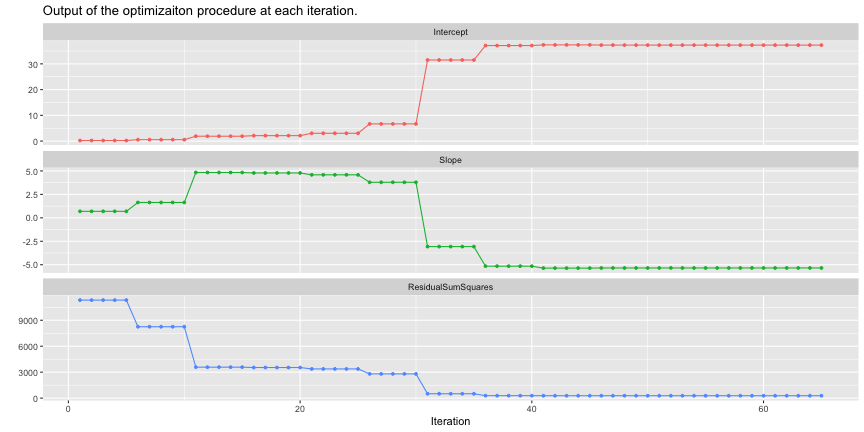 Output of the optimizaiton procedure at each iteration.
Intercept
30
20
10
0
Slope
5.0
2.5
0.0
-2.5
-5.0
ResidualSumSquares
9000
6000
3000
0
0 20 40 60
Iteration